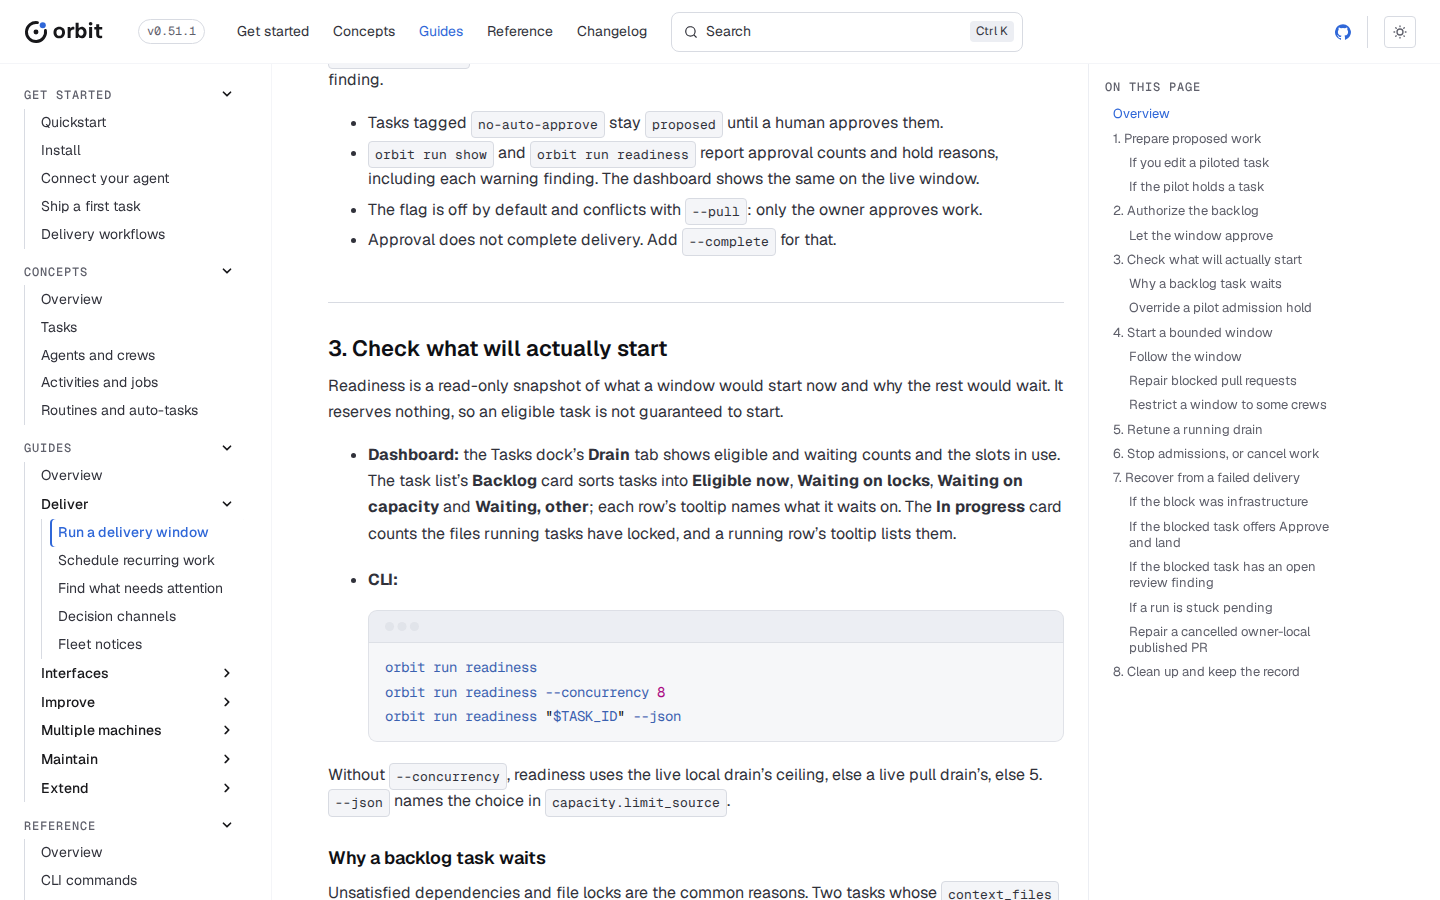 orbit
v0.51.1
Get started
Concepts
Guides
Reference
Changelog
Search
Ctrl K
GET STARTED
Quickstart
Install
Connect your agent
Ship a first task
Delivery workflows
CONCEPTS
Overview
Tasks
Agents and crews
Activities and jobs
Routines and auto-tasks
GUIDES
Overview
Deliver
Run a delivery window
Schedule recurring work
Find what needs attention
Decision channels
Fleet notices
Interfaces
Improve
Multiple machines
Maintain
Extend
REFERENCE
Overview
CLI commands
finding.
Tasks tagged no-auto-approve stay proposed until a human approves them.
orbit run show and orbit run readiness report approval counts and hold reasons,
including each warning finding. The dashboard shows the same on the live window.
The flag is off by default and conflicts with --pull: only the owner approves work.
Approval does not complete delivery. Add --complete for that.
3. Check what will actually start
Readiness is a read-only snapshot of what a window would start now and why the rest would wait. It
reserves nothing, so an eligible task is not guaranteed to start.
Dashboard: the Tasks dock’s Drain tab shows eligible and waiting counts and the slots in use.
The task list’s Backlog card sorts tasks into Eligible now, Waiting on locks, Waiting on
capacity and Waiting, other; each row’s tooltip names what it waits on. The In progress card
counts the files running tasks have locked, and a running row’s tooltip lists them.
CLI:
orbit run readiness
orbit run readiness --concurrency 8
orbit run readiness "$TASK_ID" --json
Without --concurrency, readiness uses the live local drain’s ceiling, else a live pull drain’s, else 5.
--json names the choice in capacity.limit_source.
Why a backlog task waits
Unsatisfied dependencies and file locks are the common reasons. Two tasks whose context_files
ON THIS PAGE
Overview
1. Prepare proposed work
If you edit a piloted task
If the pilot holds a task
2. Authorize the backlog
Let the window approve
3. Check what will actually start
Why a backlog task waits
Override a pilot admission hold
4. Start a bounded window
Follow the window
Repair blocked pull requests
Restrict a window to some crews
5. Retune a running drain
6. Stop admissions, or cancel work
7. Recover from a failed delivery
If the block was infrastructure
If the blocked task offers Approve
and land
If the blocked task has an open
review finding
If a run is stuck pending
Repair a cancelled owner-local
published PR
8. Clean up and keep the record